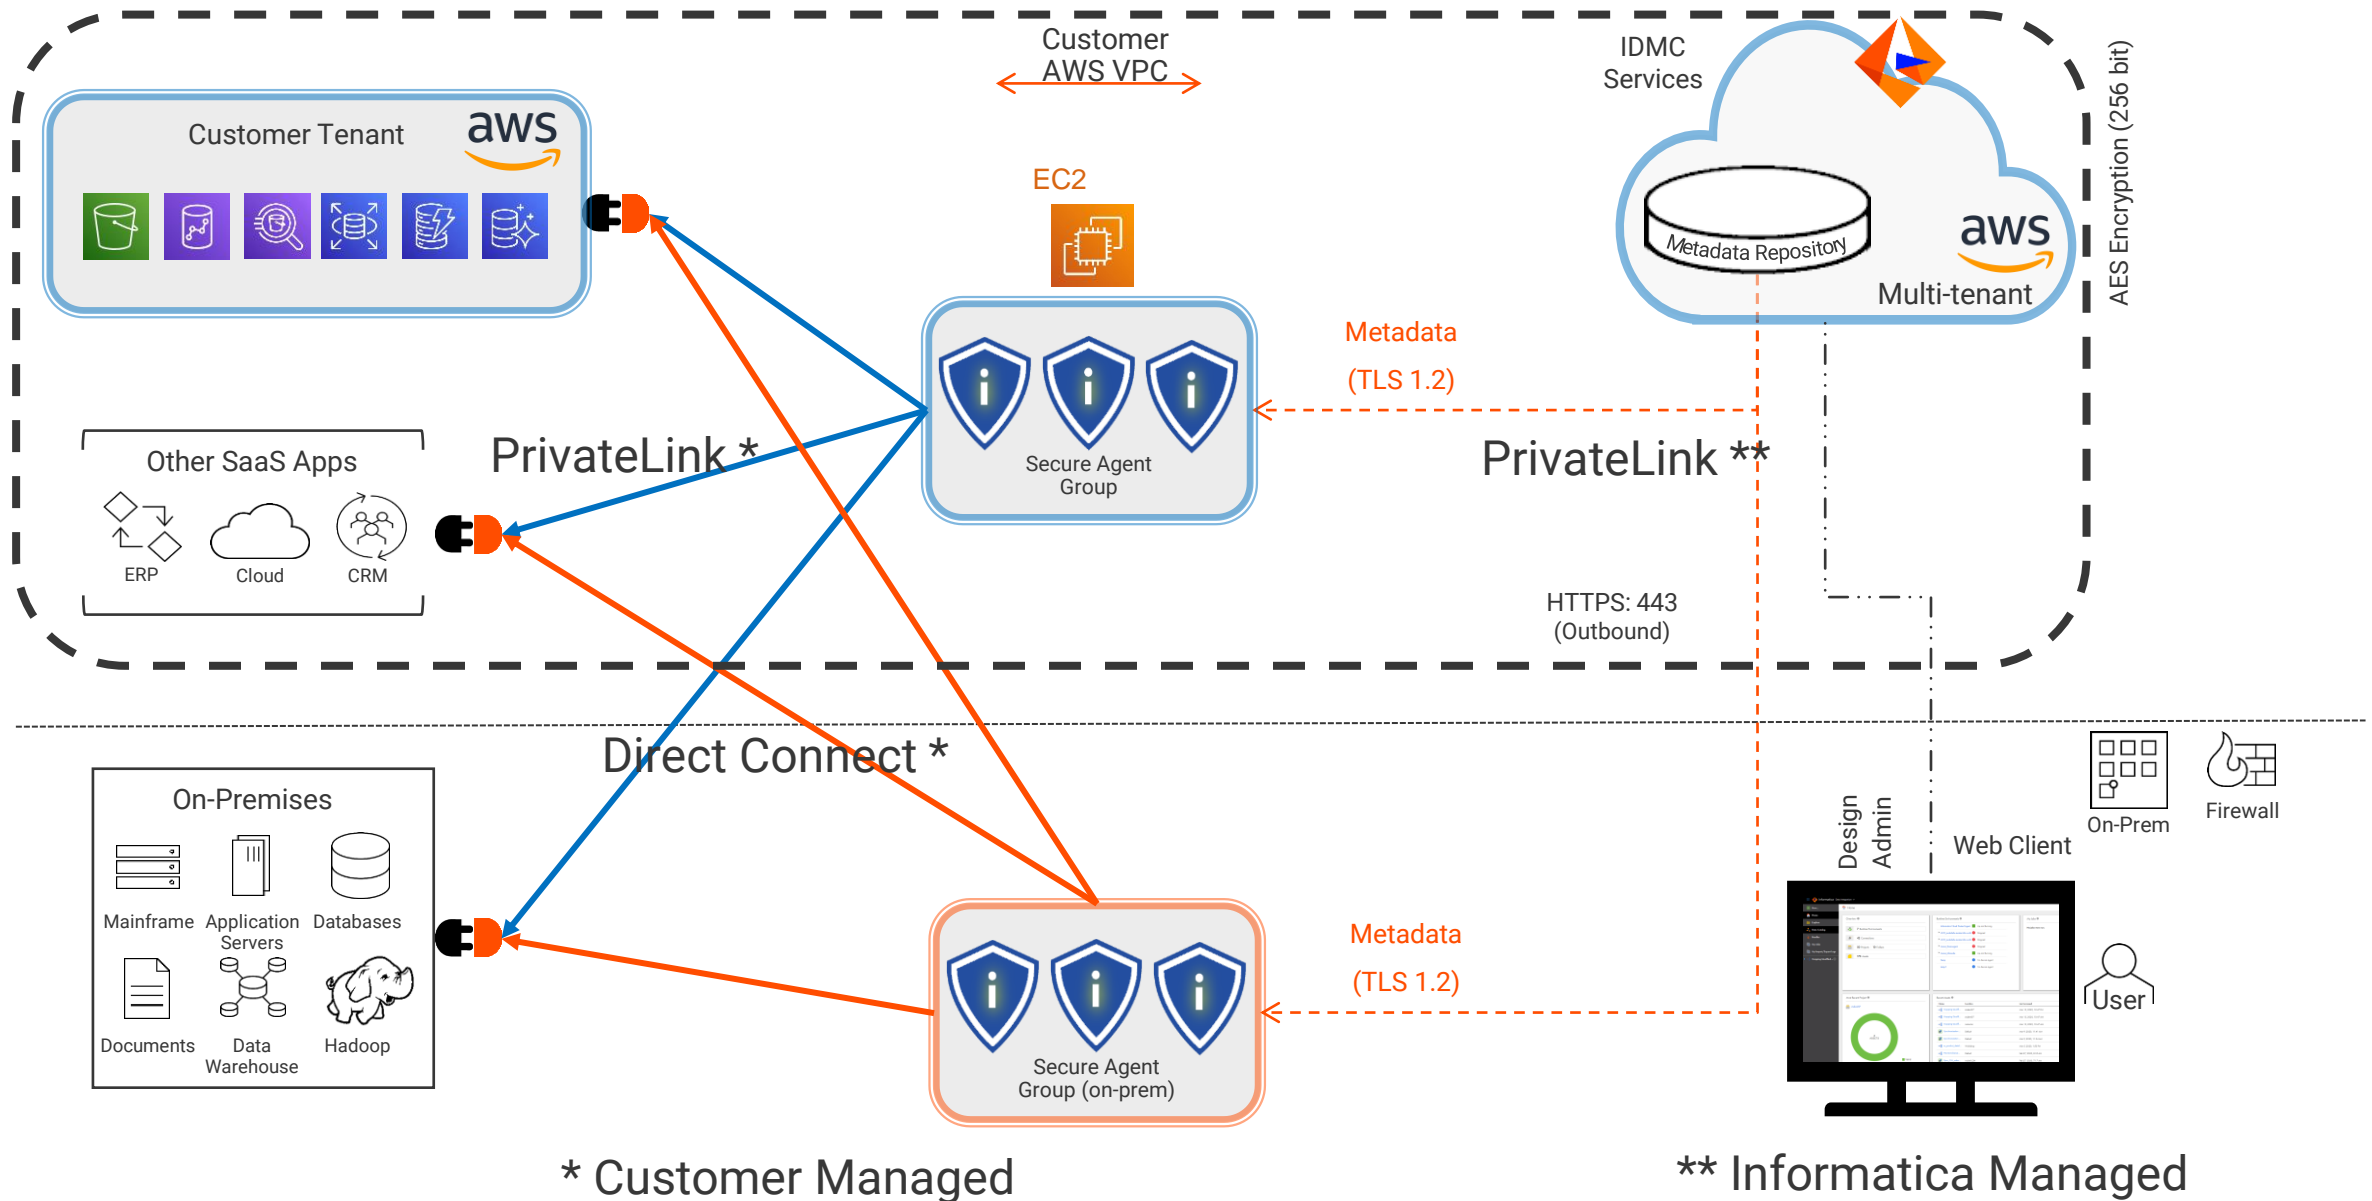 Customer
AWS VPC
IDMC
Services
AES Encryption (256 bit)
Customer Tenant
aws
EC2
Metadata Repository
aws
Multi-tenant
Metadata
(TLS 1.2)
Other SaaS Apps
PrivateLink *
PrivateLink **
Secure Agent
Group
ERP
Cloud
CRM
HTTPS: 443
(Outbound)
Direct Connect *
On-Premises
Mainframe
Application
Servers
Databases
Documents
Data
Warehouse
Hadoop
Metadata
(TLS 1.2)
Secure Agent
Group (on-prem)
Design
Admin
Web Client
On-Prem
Firewall
User
* Customer Managed
** Informatica Managed